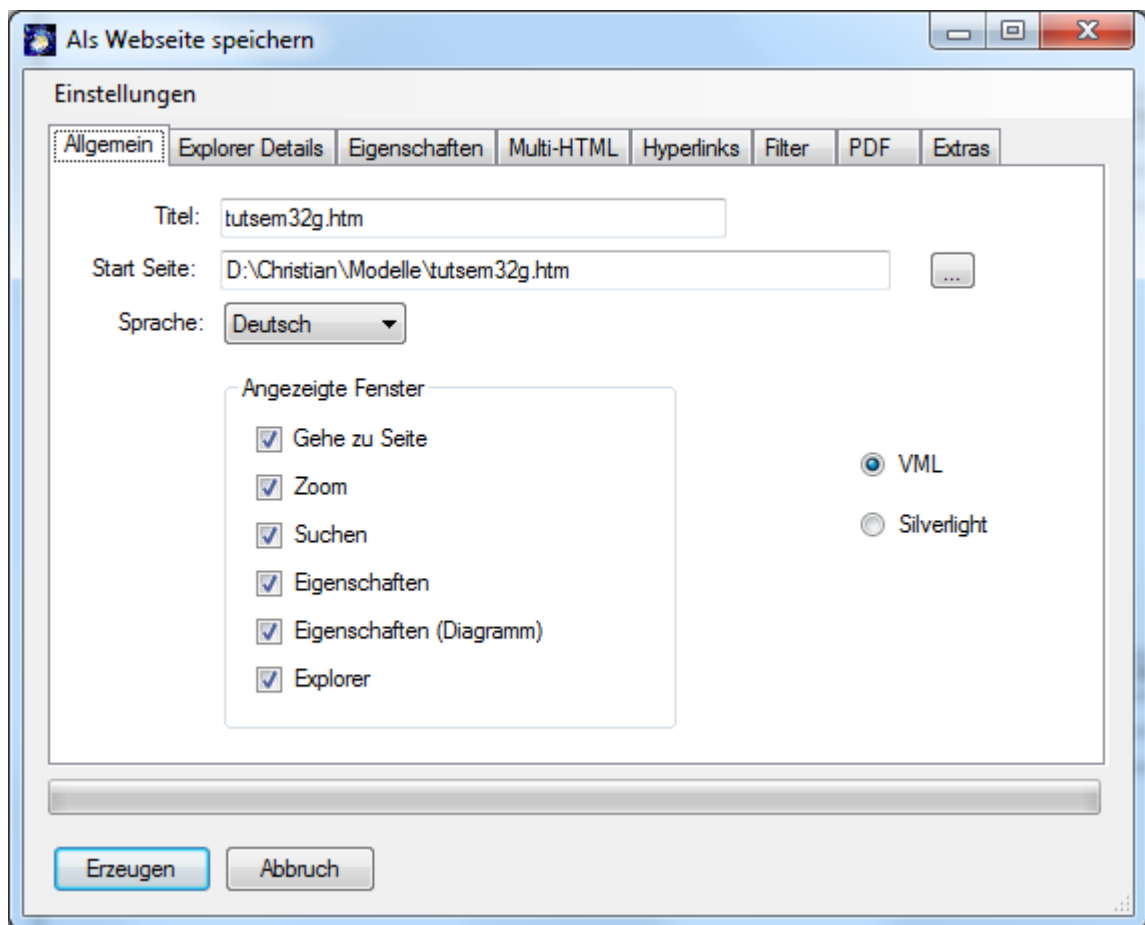 Als Webseite speichern
Einstellungen
Allgemein Explorer Details Eigenschaften Multi-HTML Hyperlinks Filter PDF Extras
Titel: tutsem32g.htm
Start Seite: D:\Christian\Modelle\tutsem32g.htm ...
Sprache: Deutsch
Angezeigte Fenster
Gehe zu Seite
VML
Zoom
Silverlight
Suchen
Eigenschaften
Eigenschaften (Diagramm)
Explorer
Erzeugen Abbruch